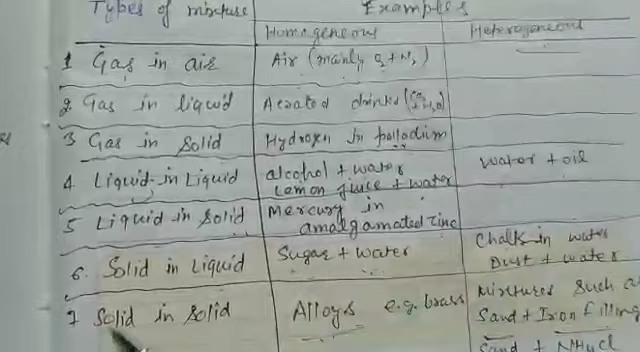 Types of mixture Examples
Homogeneous Heterogeneous
1 Gas in air Air (mainly O2 + N2)
2 Gas in liquid Aerated drinks
3 Gas in Solid Hydrogen in palladium
4 Liquid in Liquid alcohol + water water + oil
Lemon juice + water
5 Liquid in solid Mercury in
amalgamated zinc
6. Solid in Liquid Sugar + water Chalk in water
Dust + water
7 Solid in solid Alloys e.g. brass Mixtures such a
Sand + Iron filling
Sand + NH4Cl